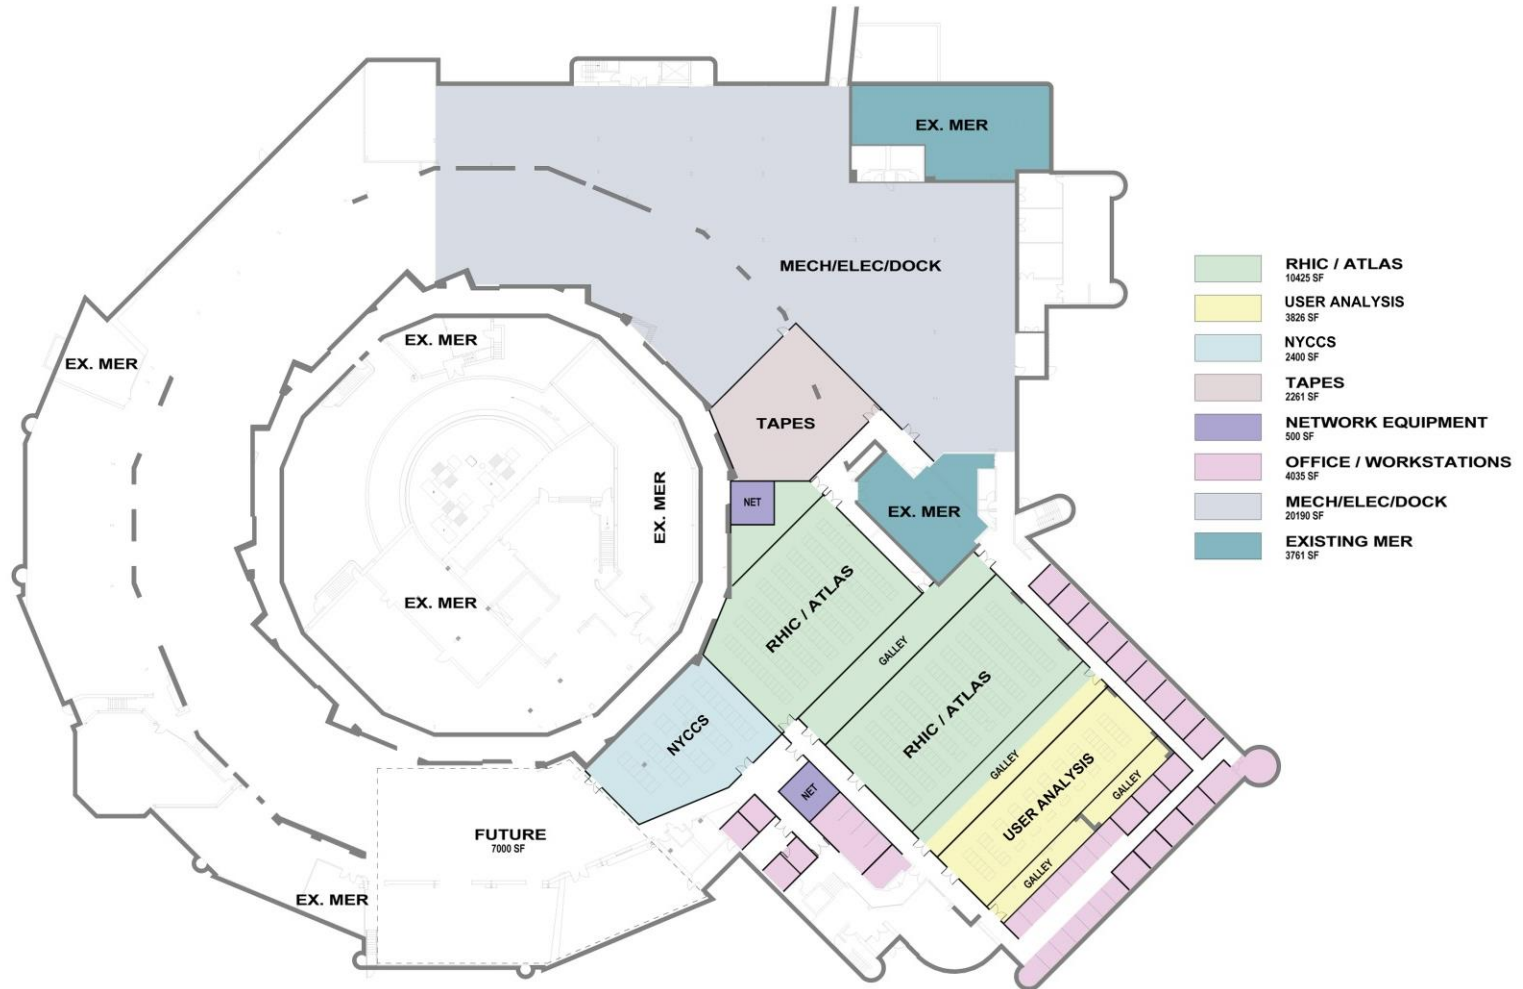 EX. MER
MECH/ELEC/DOCK
EX. MER
EX. MER
TAPES
NET
EX. MER
EX. MER
EX. MER
RHIC / ATLAS
GALLEY
RHIC / ATLAS
NYCCS
GALLEY
NET
USER ANALYSIS
GALLEY
GALLEY
FUTURE
7000 SF
EX. MER
RHIC / ATLAS
10425 SF
USER ANALYSIS
3826 SF
NYCCS
2400 SF
TAPES
2261 SF
NETWORK EQUIPMENT
500 SF
OFFICE / WORKSTATIONS
4035 SF
MECH/ELEC/DOCK
20190 SF
EXISTING MER
3761 SF